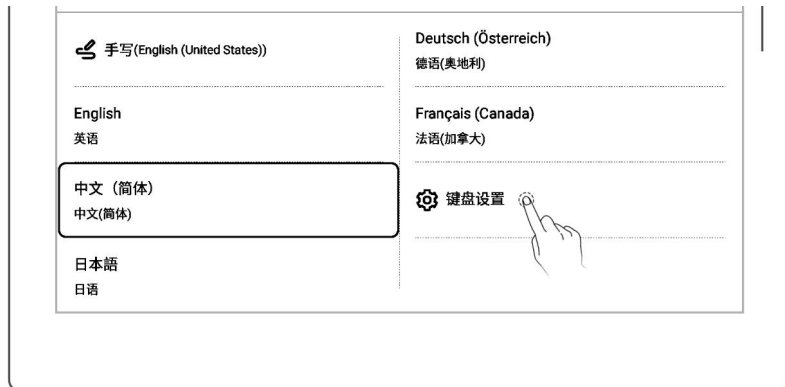 手写(English (United States))
English
英语
中文（简体）
中文(简体)
日本語
日语
Deutsch (Österreich)
德语(奥地利)
Français (Canada)
法语(加拿大)
键盘设置